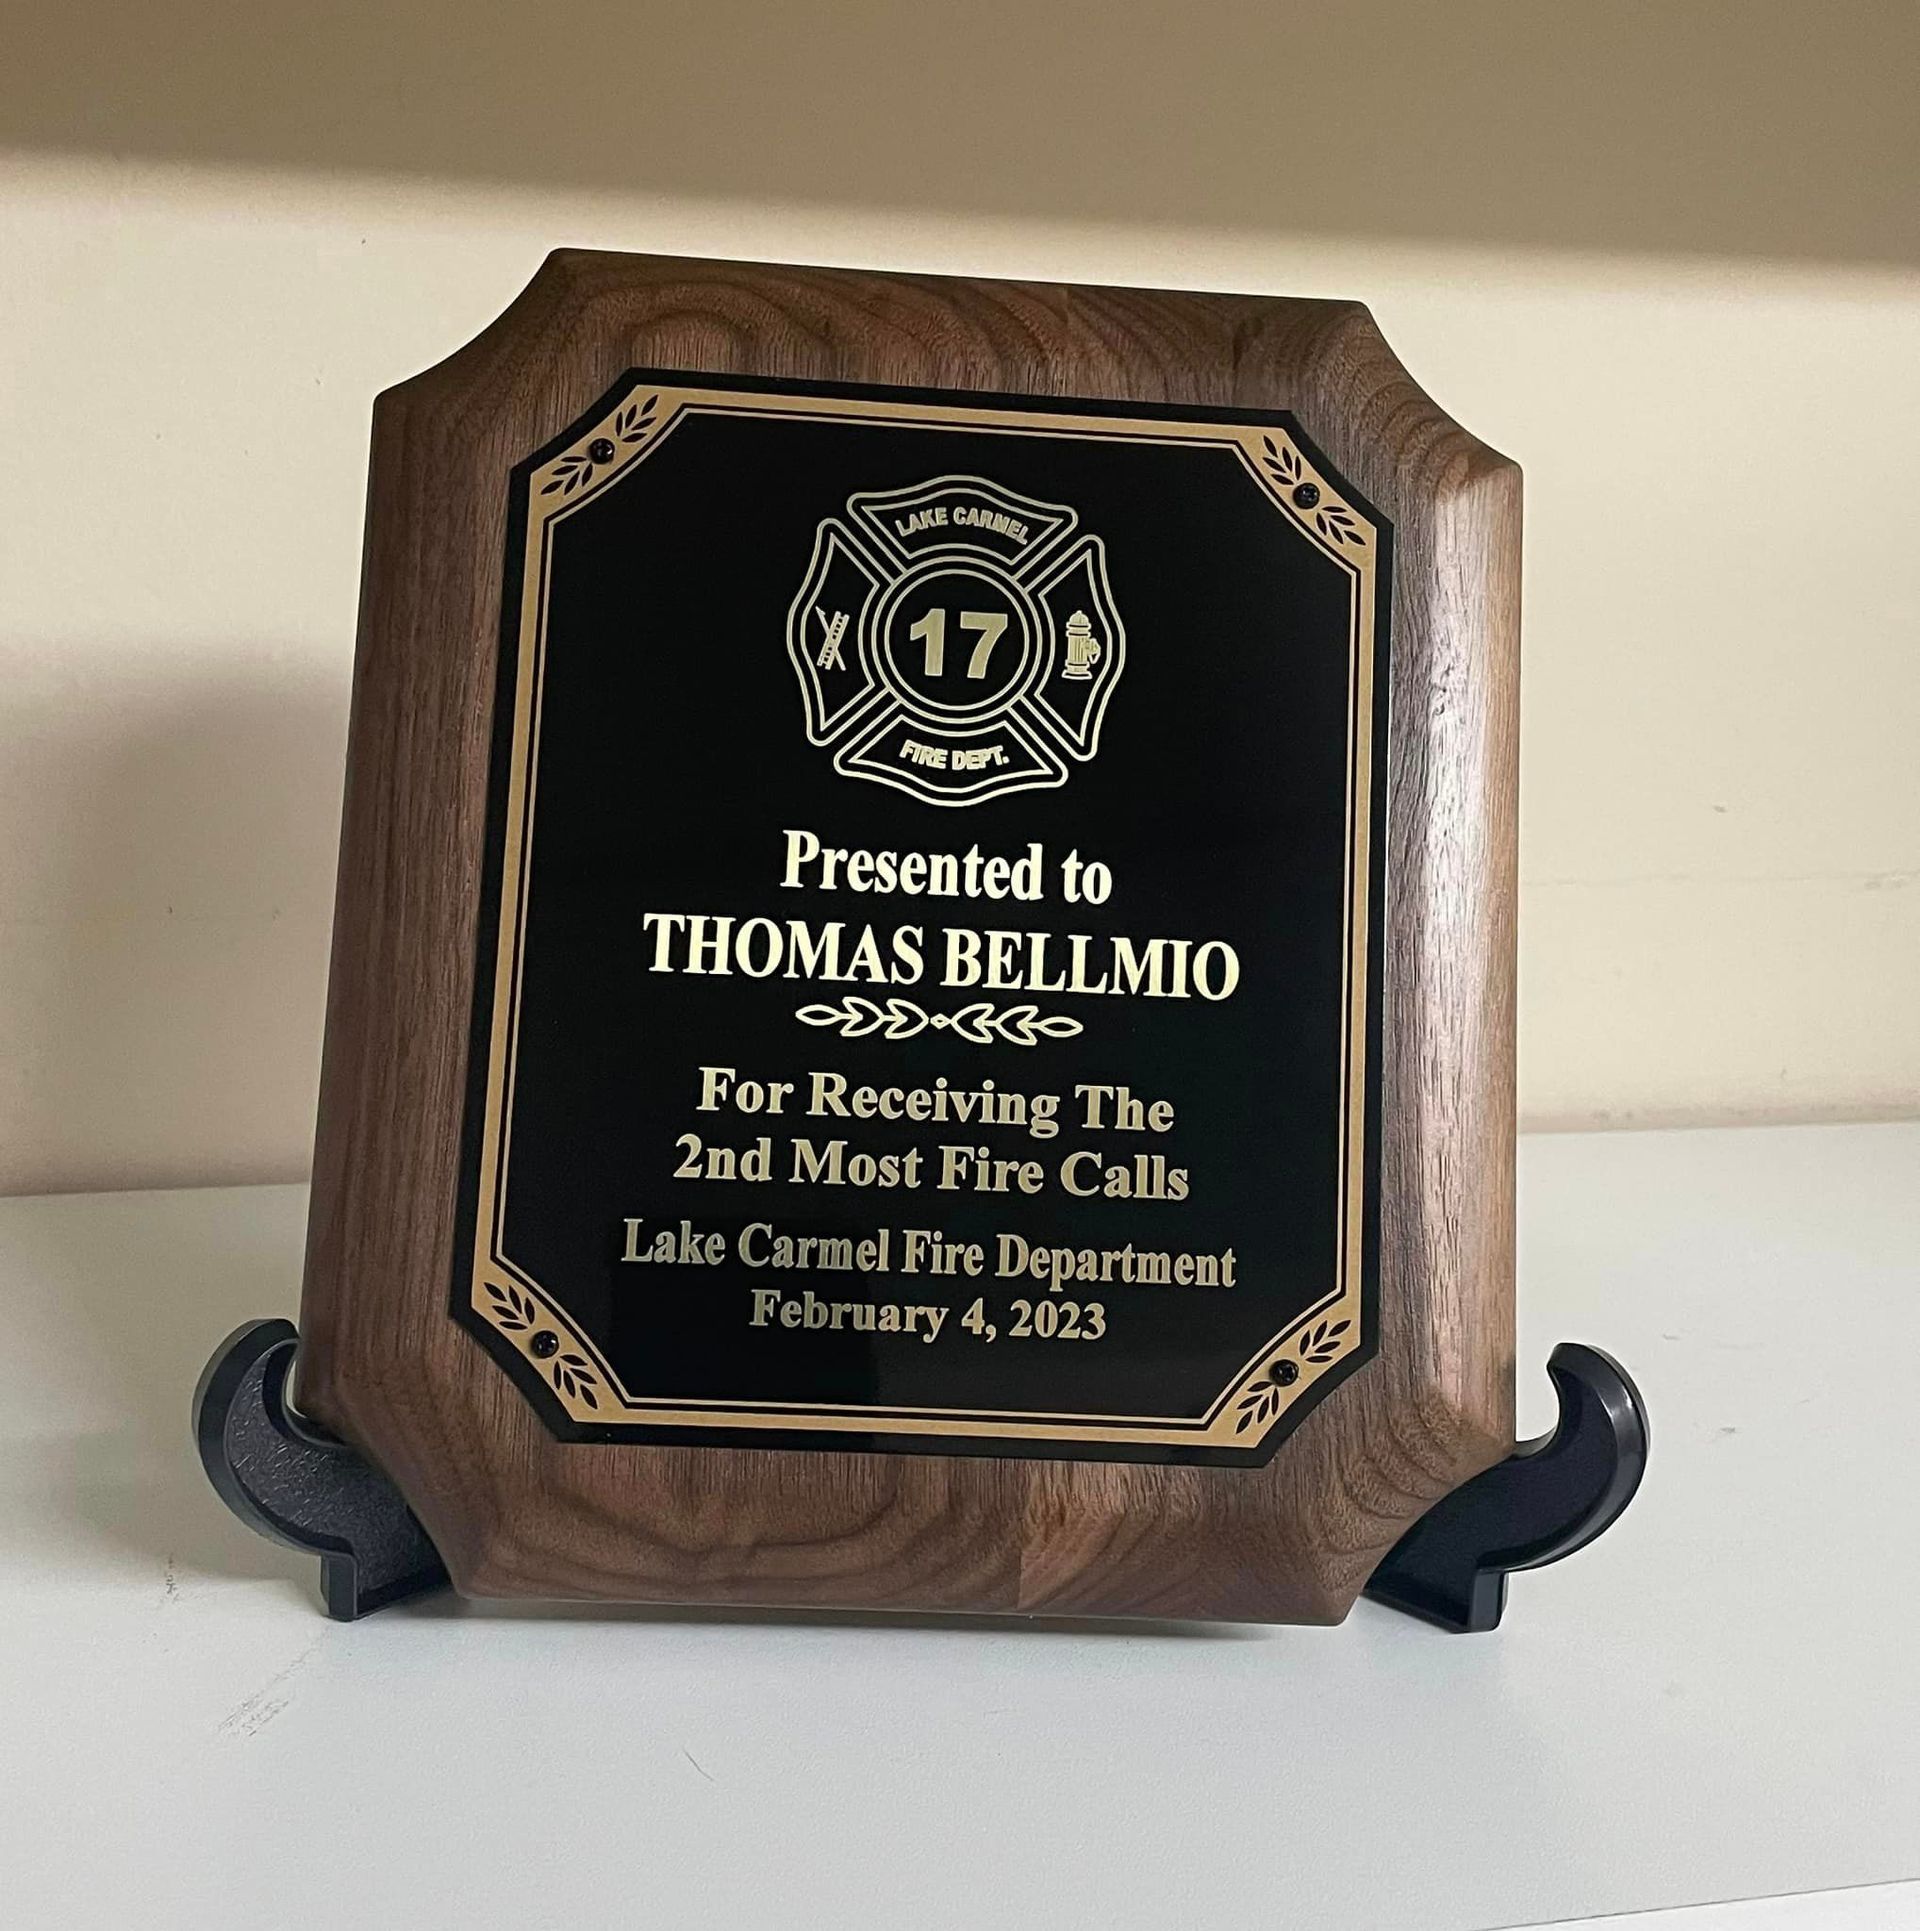 LAKE CARMEL
17
FIRE DEPT.
Presented to
THOMAS BELLMIO
For Receiving The
2nd Most Fire Calls
Lake Carmel Fire Department
February 4, 2023